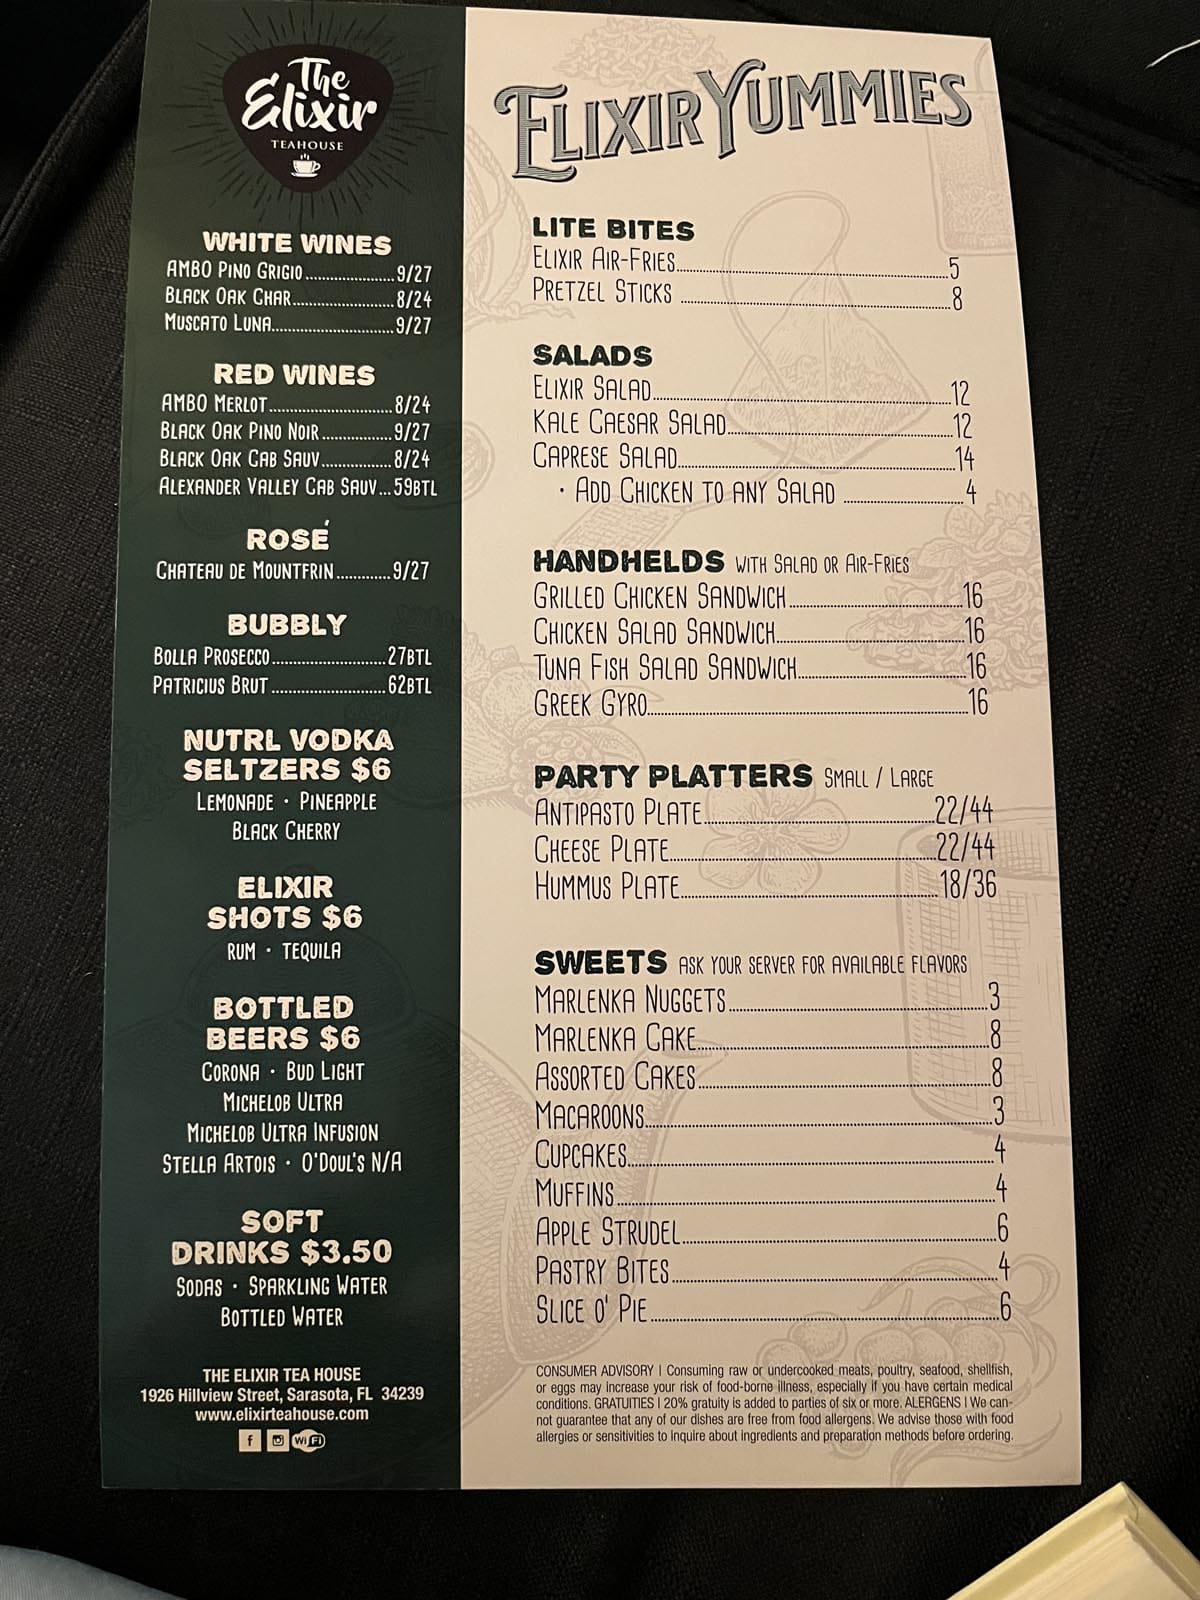 The
Elixir
TEAHOUSE
WHITE WINES
AMBO PINO GRIGIO 9/27
BLACK OAK CHAR 8/24
MUSCATO LUNA 9/27
RED WINES
AMBO MERLOT 8/24
BLACK OAK PINO NOIR 9/27
BLACK OAK CAB SAUV 8/24
ALEXANDER VALLEY CAB SAUV 59BTL
ROSÉ
CHATEAU DE MOUNTFRIN 9/27
BUBBLY
BOLLA PROSECCO 27BTL
PATRICIUS BRUT 62BTL
NUTRL VODKA
SELTZERS $6
LEMONADE · PINEAPPLE
BLACK CHERRY
ELIXIR
SHOTS $6
RUM · TEQUILA
BOTTLED
BEERS $6
CORONA · BUD LIGHT
MICHELOB ULTRA
MICHELOB ULTRA INFUSION
STELLA ARTOIS · O'DOUL'S N/A
SOFT
DRINKS $3.50
SODAS · SPARKLING WATER
BOTTLED WATER
THE ELIXIR TEA HOUSE
1926 Hillview Street, Sarasota, FL 34239
www.elixirteahouse.com
f WiFi
ELIXIR YUMMIES
LITE BITES
ELIXIR AIR-FRIES 5
PRETZEL STICKS 8
SALADS
ELIXIR SALAD 12
KALE CAESAR SALAD 12
CAPRESE SALAD 14
· ADD CHICKEN TO ANY SALAD 4
HANDHELDS WITH SALAD OR AIR-FRIES
GRILLED CHICKEN SANDWICH 16
CHICKEN SALAD SANDWICH 16
TUNA FISH SALAD SANDWICH 16
GREEK GYRO 16
PARTY PLATTERS SMALL / LARGE
ANTIPASTO PLATE 22/44
CHEESE PLATE 22/44
HUMMUS PLATE 18/36
SWEETS ASK YOUR SERVER FOR AVAILABLE FLAVORS
MARLENKA NUGGETS 3
MARLENKA CAKE 8
ASSORTED CAKES 8
MACAROONS 3
CUPCAKES 4
MUFFINS 4
APPLE STRUDEL 6
PASTRY BITES 4
SLICE O' PIE 6
CONSUMER ADVISORY | Consuming raw or undercooked meats, poultry, seafood, shellfish,
or eggs may increase your risk of food-borne illness, especially if you have certain medical
conditions. GRATUITIES | 20% gratuity is added to parties of six or more. ALERGENS | We can-
not guarantee that any of our dishes are free from food allergens. We advise those with food
allergies or sensitivities to inquire about ingredients and preparation methods before ordering.